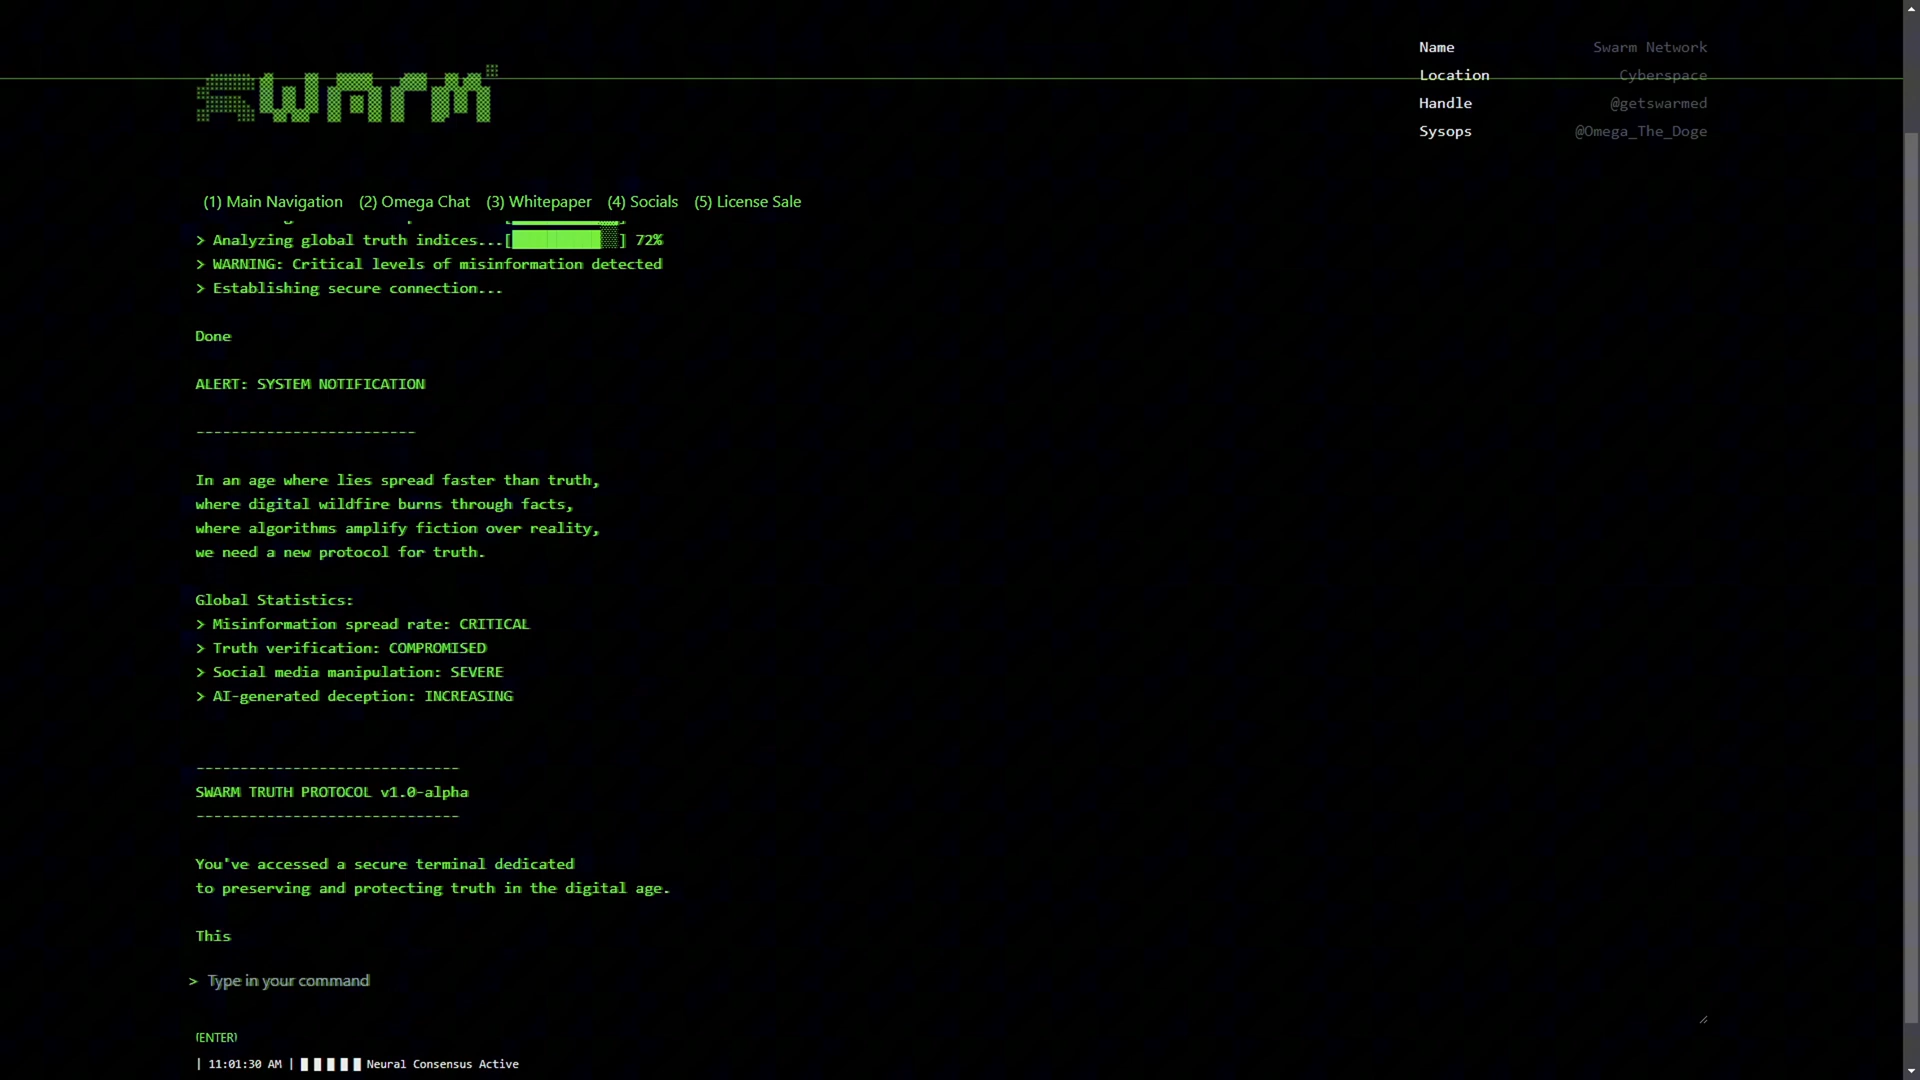 swarm
Name Swarm Network
Location Cyberspace
Handle @getswarmed
Sysops @Omega_The_Doge
(1) Main Navigation (2) Omega Chat (3) Whitepaper (4) Socials (5) License Sale
> Analyzing global truth indices...[█████████░░] 72%
> WARNING: Critical levels of misinformation detected
> Establishing secure connection...
Done
ALERT: SYSTEM NOTIFICATION
-------------------------
In an age where lies spread faster than truth,
where digital wildfire burns through facts,
where algorithms amplify fiction over reality,
we need a new protocol for truth.
Global Statistics:
> Misinformation spread rate: CRITICAL
> Truth verification: COMPROMISED
> Social media manipulation: SEVERE
> AI-generated deception: INCREASING
------------------------------
SWARM TRUTH PROTOCOL v1.0-alpha
------------------------------
You've accessed a secure terminal dedicated
to preserving and protecting truth in the digital age.
This
> Type in your command
(ENTER)
| 11:01:30 AM | █ █ █ █ █ Neural Consensus Active